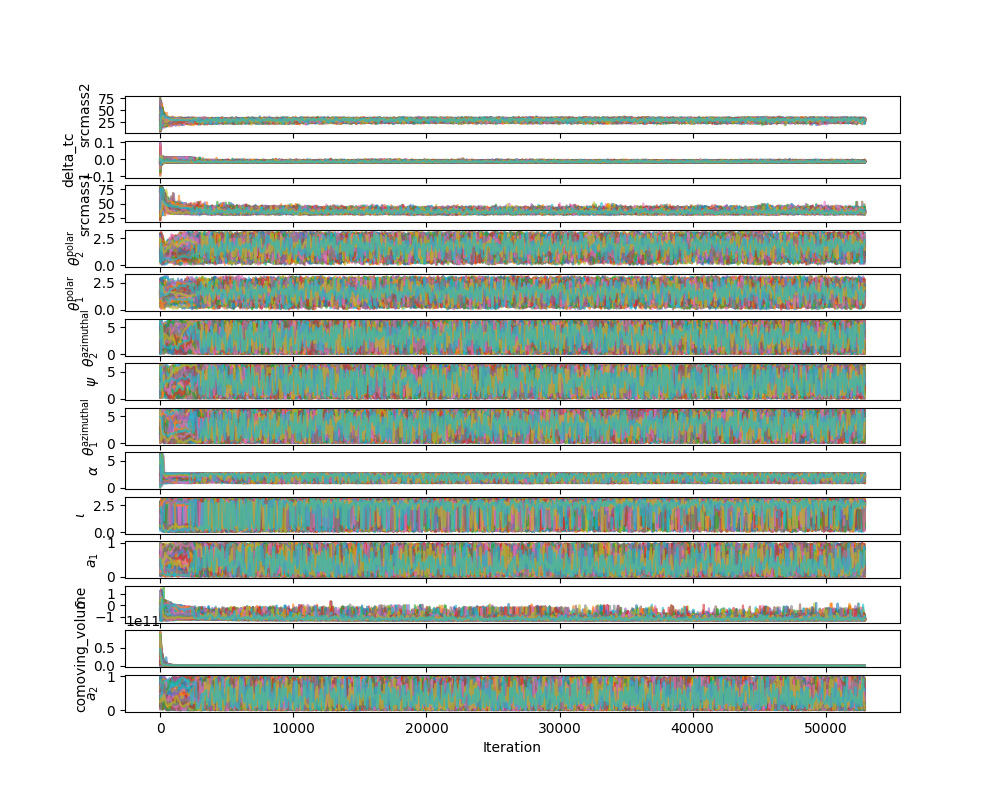 srcmass2
75
50
25
delta_tc
0.1
0.0
−0.1
srcmass1
75
50
25
θ₂^polar
2.5
0.0
θ₁^polar
2.5
0.0
θ₂^azimuthal
5
0
ψ
5
0
θ₁^azimuthal
5
0
α
5
0
ι
2.5
0.0
a₁
1
0
1
0
−1
comoving_volume
1e11
0.5
0.0
a₂
1
0
0 10000 20000 30000 40000 50000
Iteration